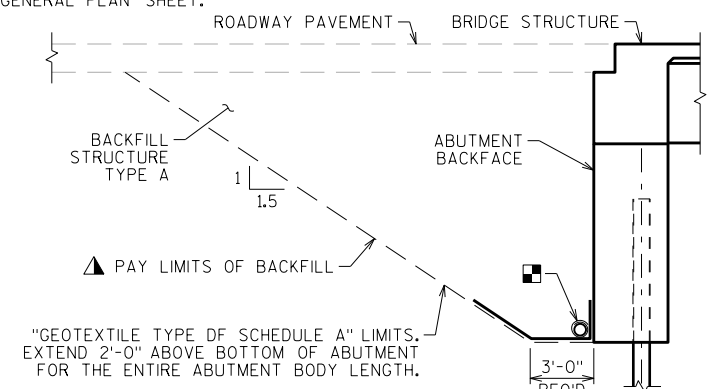 GENERAL PLAN SHEET.
ROADWAY PAVEMENT
BRIDGE STRUCTURE
BACKFILL
STRUCTURE
TYPE A
ABUTMENT
BACKFACE
1
1.5
PAY LIMITS OF BACKFILL
"GEOTEXTILE TYPE DF SCHEDULE A" LIMITS.
EXTEND 2'-0" ABOVE BOTTOM OF ABUTMENT
FOR THE ENTIRE ABUTMENT BODY LENGTH.
3'-0"
REQ'D